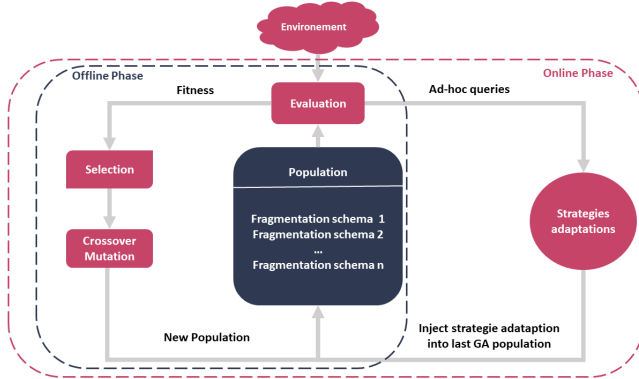 Environement
Offline Phase
Online Phase
Fitness
Evaluation
Ad-hoc queries
Selection
Population
Fragmentation schema 1
Fragmentation schema 2
...
Fragmentation schema n
Strategies
adaptations
Crossover
Mutation
New Population
Inject strategie adataption
into last GA population